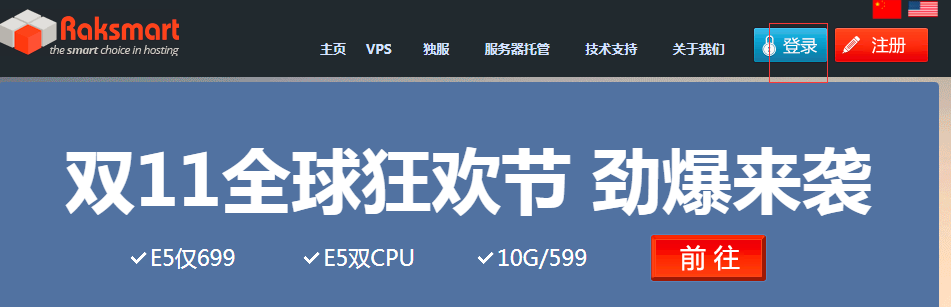 Raksmart
the smart choice in hosting
主页 VPS 独服 服务器托管 技术支持 关于我们 登录 注册
双11全球狂欢节 劲爆来袭
E5仅699 E5双CPU 10G/599 前往